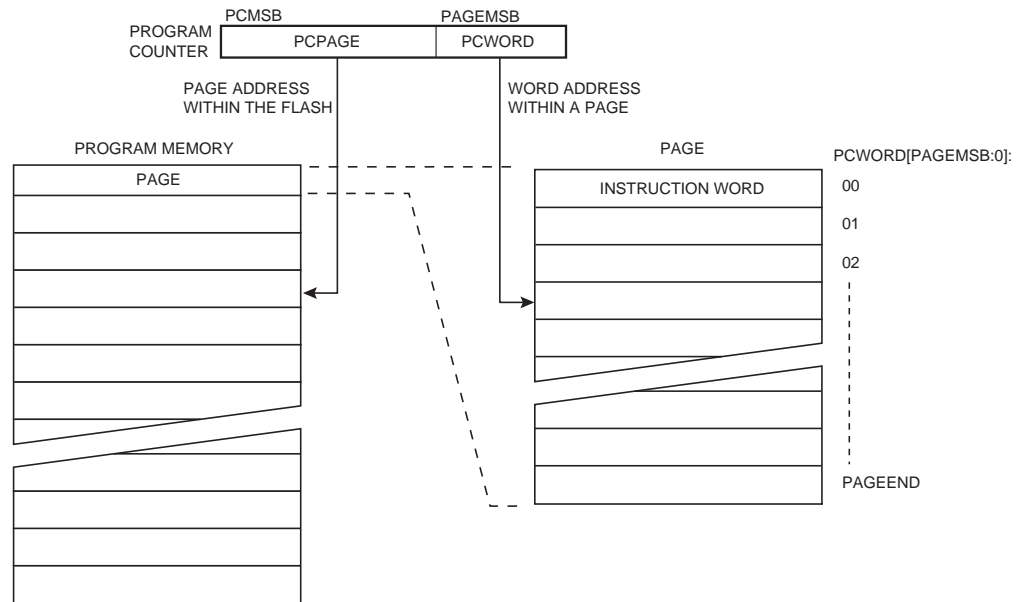 PCMSB
PAGEMSB
PROGRAM
COUNTER
PCPAGE
PCWORD
PAGE ADDRESS
WITHIN THE FLASH
WORD ADDRESS
WITHIN A PAGE
PROGRAM MEMORY
PAGE
PAGE
PCWORD[PAGEMSB:0]:
INSTRUCTION WORD
00
01
02
PAGEEND